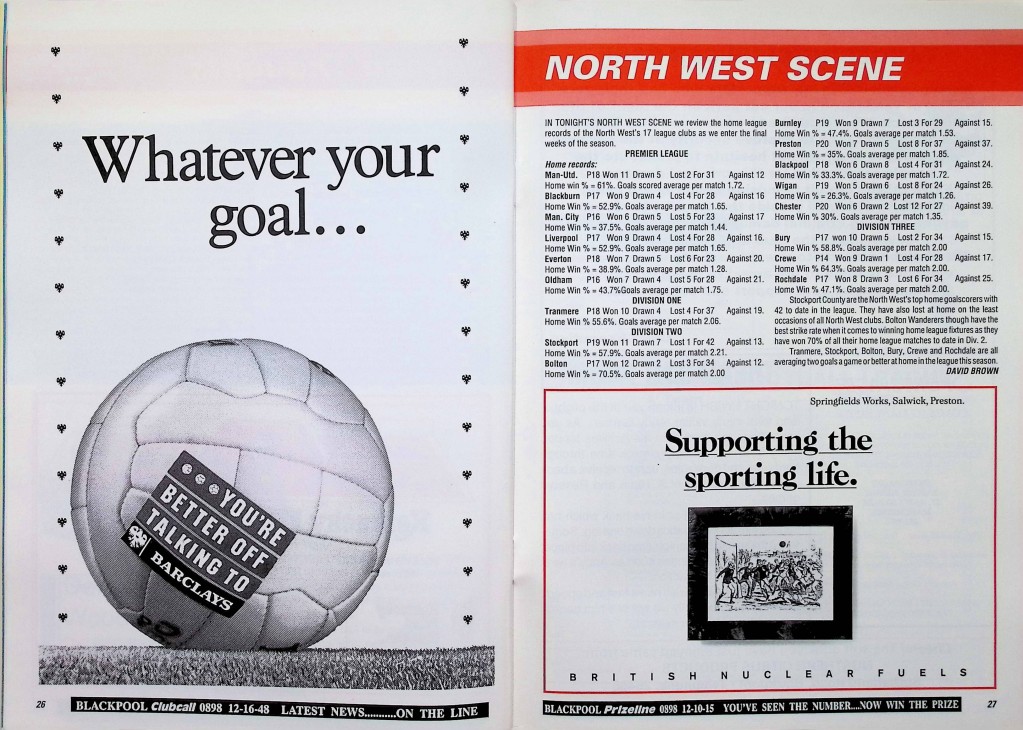 Whatever your
goal...
YOU'RE
BETTER OFF
TALKING TO
BARCLAYS
26
BLACKPOOL Clubcall 0898 12-16-48 LATEST NEWS...........ON THE LINE
NORTH WEST SCENE
IN TONIGHT'S NORTH WEST SCENE we review the home league
records of the North West's 17 league clubs as we enter the final
weeks of the season.
PREMIER LEAGUE
Home records:
Man-Utd. P18 Won 11 Drawn 5 Lost 2 For 31 Against 12
Home win % = 61%. Goals scored average per match 1.72.
Blackburn P17 Won 9 Drawn 4 Lost 4 For 28 Against 16
Home Win % = 52.9%. Goals average per match 1.65.
Man. City P16 Won 6 Drawn 5 Lost 5 For 23 Against 17
Home Win % = 37.5%. Goals average per match 1.44.
Liverpool P17 Won 9 Drawn 4 Lost 4 For 28 Against 16.
Home Win % = 52.9%. Goals average per match 1.65.
Everton P18 Won 7 Drawn 5 Lost 6 For 23 Against 20.
Home Win % = 38.9%. Goals average per match 1.28.
Oldham P16 Won 7 Drawn 4 Lost 5 For 28 Against 21.
Home Win % = 43.7%Goals average per match 1.75.
DIVISION ONE
Tranmere P18 Won 10 Drawn 4 Lost 4 For 37 Against 19.
Home Win % 55.6%. Goals average per match 2.06.
DIVISION TWO
Stockport P19 Won 11 Drawn 7 Lost 1 For 42 Against 13.
Home Win % = 57.9%. Goals average per match 2.21.
Bolton P17 Won 12 Drawn 2 Lost 3 For 34 Against 12.
Home Win % = 70.5%. Goals average per match 2.00
Burnley P19 Won 9 Drawn 7 Lost 3 For 29 Against 15.
Home Win % = 47.4%. Goals average per match 1.53.
Preston P20 Won 7 Drawn 5 Lost 8 For 37 Against 37.
Home Win % = 35%. Goals average per match 1.85.
Blackpool P18 Won 6 Drawn 8 Lost 4 For 31 Against 24.
Home Win % 33.3%. Goals average per match 1.72.
Wigan P19 Won 5 Drawn 6 Lost 8 For 24 Against 26.
Home Win % = 26.3%. Goals average per match 1.26.
Chester P20 Won 6 Drawn 2 Lost 12 For 27 Against 39.
Home Win % 30%. Goals average per match 1.35.
DIVISION THREE
Bury P17 won 10 Drawn 5 Lost 2 For 34 Against 15.
Home Win % 58.8%. Goals average per match 2.00
Crewe P14 Won 9 Drawn 1 Lost 4 For 28 Against 17.
Home Win % 64.3%. Goals average per match 2.00.
Rochdale P17 Won 8 Drawn 3 Lost 6 For 34 Against 25.
Home Win % 47.1%. Goals average per match 2.00.
Stockport County are the North West's top home goalscorers with
42 to date in the league. They have also lost at home on the least
occasions of all North West clubs. Bolton Wanderers though have the
best strike rate when it comes to winning home league fixtures as they
have won 70% of all their home league matches to date in Div. 2.
Tranmere, Stockport, Bolton, Bury, Crewe and Rochdale are all
averaging two goals a game or better at home in the league this season.
DAVID BROWN
Springfields Works, Salwick, Preston.
Supporting the
sporting life.
BRITISH NUCLEAR FUELS
BLACKPOOL Prizeline 0898 12-10-15 YOU'VE SEEN THE NUMBER....NOW WIN THE PRIZE
27